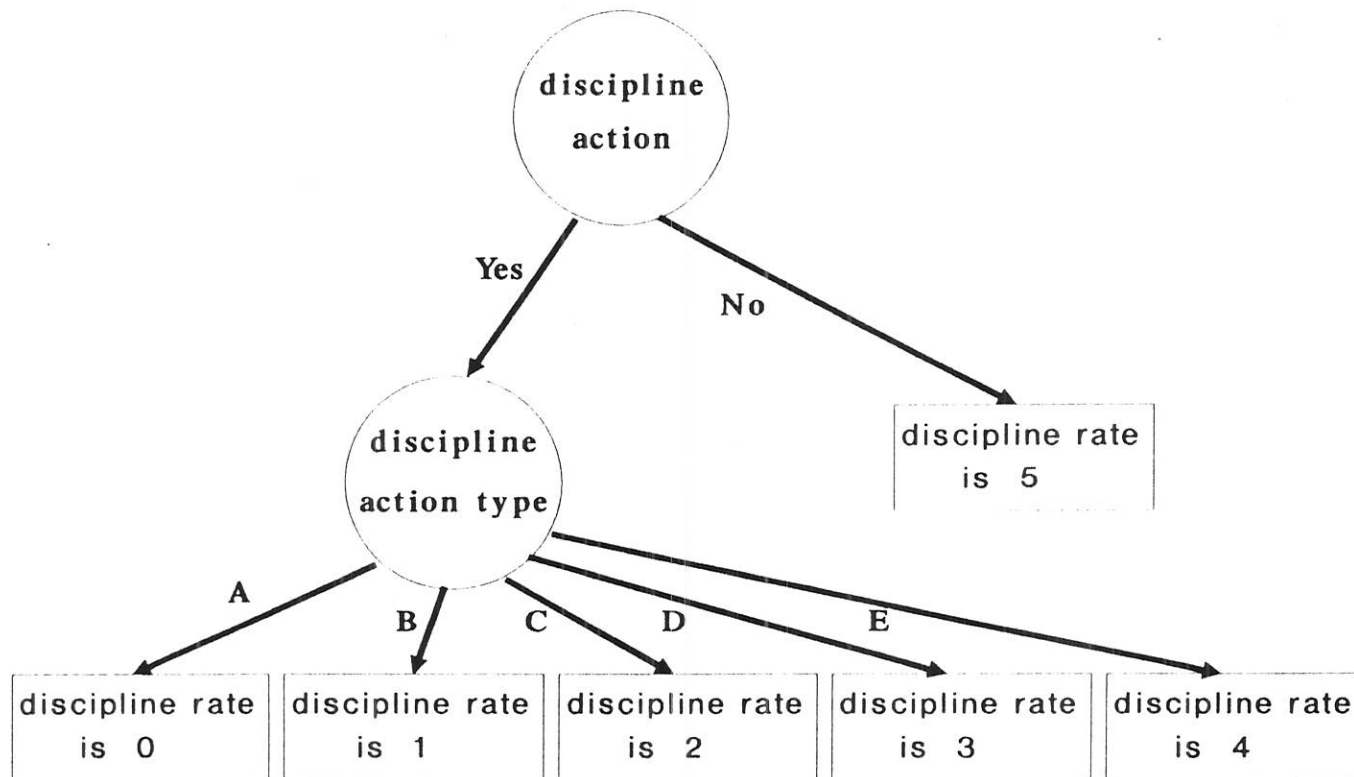 discipline
action
Yes
No
discipline
action type
discipline rate
is 5
A
B
C
D
E
discipline rate
is 0
discipline rate
is 1
discipline rate
is 2
discipline rate
is 3
discipline rate
is 4